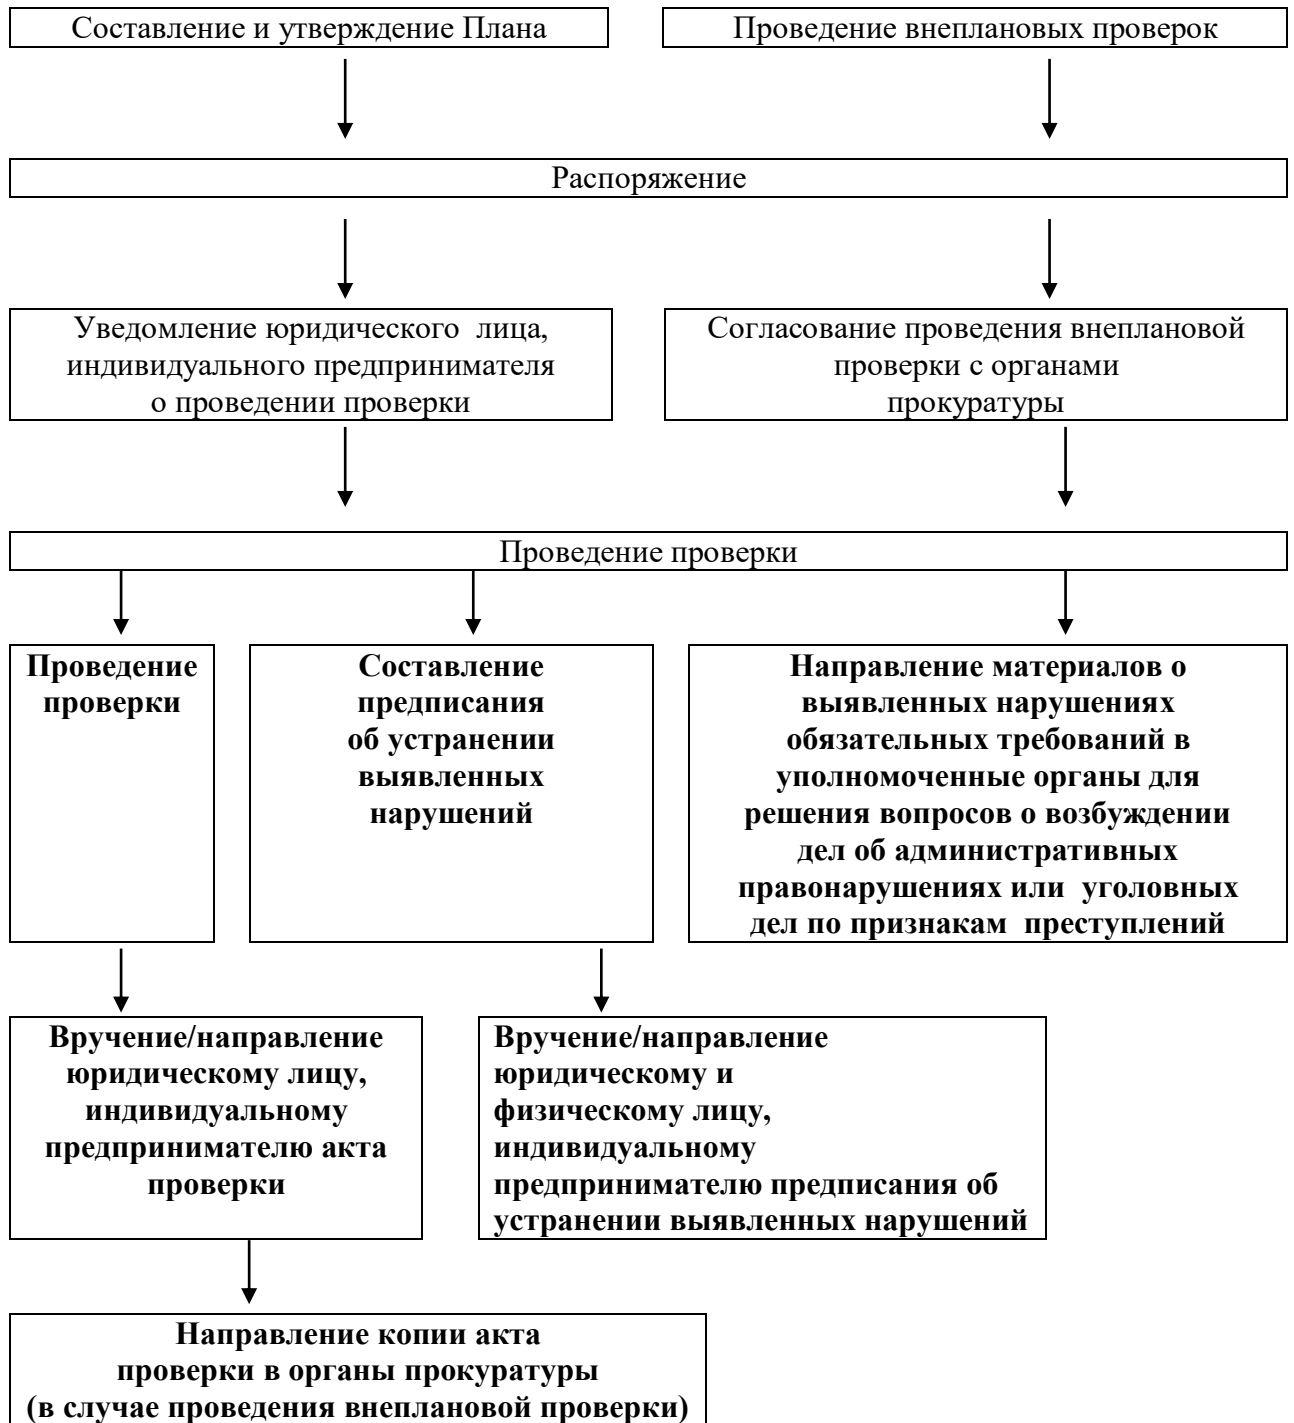 Составление и утверждение Плана
Проведение внеплановых проверок
Распоряжение
Уведомление юридического  лица,
индивидуального предпринимателя
о проведении проверки
Согласование проведения внеплановой
проверки с органами
прокуратуры
Проведение проверки
Проведение
проверки
Составление
предписания
об устранении
выявленных
нарушений
Направление материалов о
выявленных нарушениях
обязательных требований в
уполномоченные органы для
решения вопросов о возбуждении
дел об административных
правонарушениях или  уголовных
дел по признакам  преступлений
Вручение/направление
юридическому лицу,
индивидуальному
предпринимателю акта
проверки
Вручение/направление
юридическому и
физическому лицу,
индивидуальному
предпринимателю предписания об
устранении выявленных нарушений
Направление копии акта
проверки в органы прокуратуры
(в случае проведения внеплановой проверки)